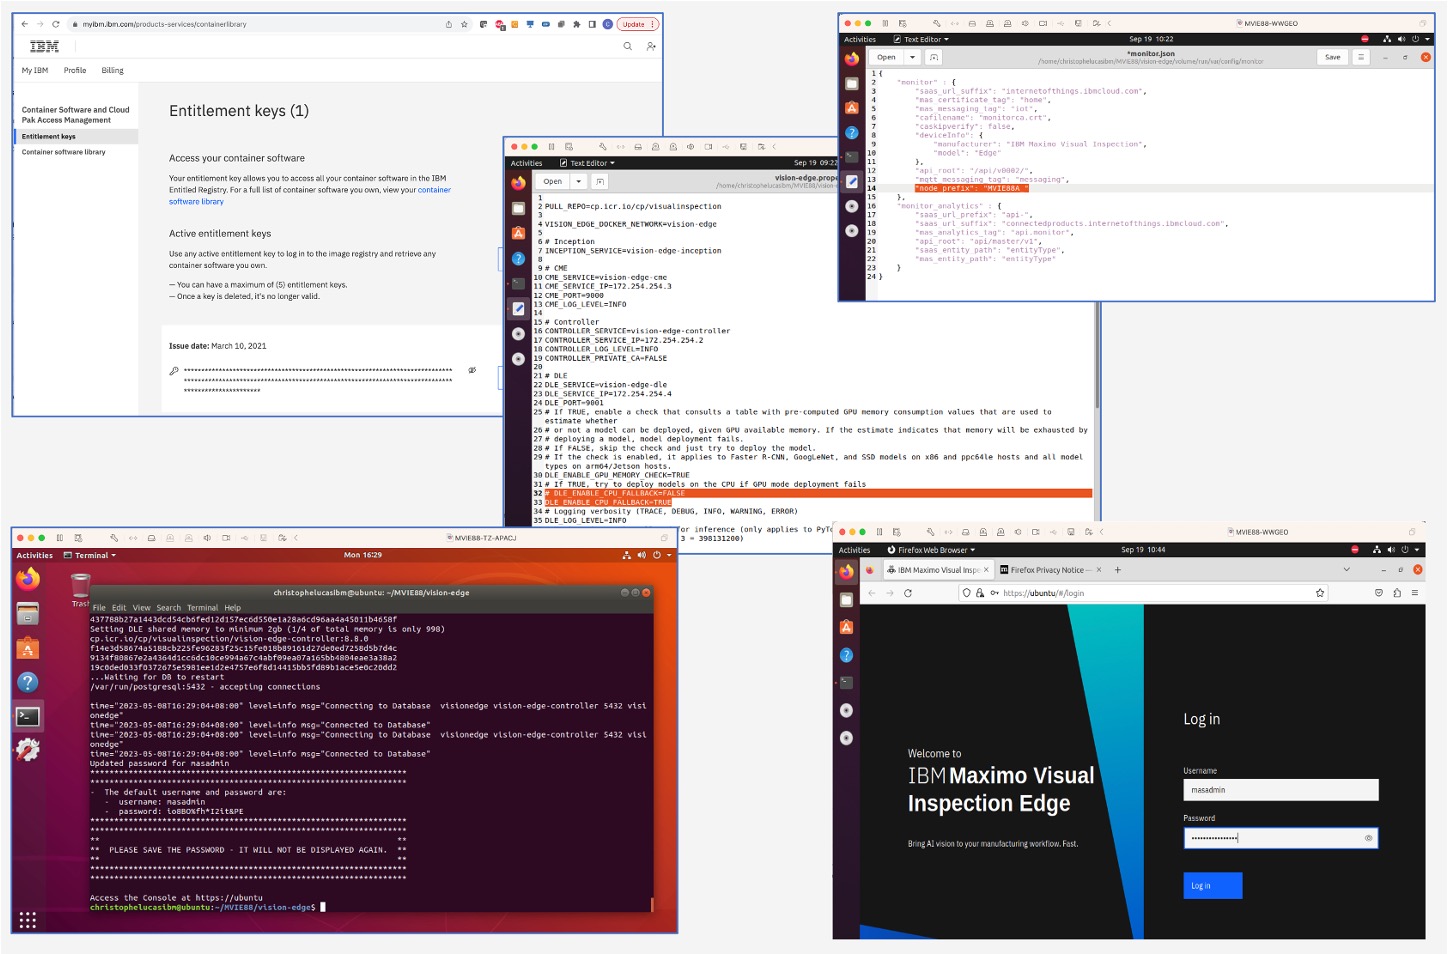 myibm.ibm.com/products-services/containerlibrary
Update
IBM
My IBM Profile Billing
Container Software and Cloud
Pak Access Management
Entitlement keys
Container software library
Entitlement keys (1)
Access your container software
Your entitlement key allows you to access all your container software in the IBM
Entitled Registry. For a full list of container software you own, view your container
software library
Active entitlement keys
Use any active entitlement key to log in to the image registry and retrieve any
container software you own.
— You can have a maximum of (5) entitlement keys.
— Once a key is deleted, it's no longer valid.
Issue date: March 10, 2021
Activities Text Editor Sep 19 09:22
Open vision-edge.prope
/home/christophelucasibm/MVIE88/vision-e
1
2 PULL_REPO=cp.icr.io/cp/visualinspection
3
4 VISION_EDGE_DOCKER_NETWORK=vision-edge
5
6 # Inception
7 INCEPTION_SERVICE=vision-edge-inception
8
9 # CME
10 CME_SERVICE=vision-edge-cme
11 CME_SERVICE_IP=172.254.254.3
12 CME_PORT=9000
13 CME_LOG_LEVEL=INFO
14
15 # Controller
16 CONTROLLER_SERVICE=vision-edge-controller
17 CONTROLLER_SERVICE_IP=172.254.254.2
18 CONTROLLER_LOG_LEVEL=INFO
19 CONTROLLER_PRIVATE_CA=FALSE
20
21 # DLE
22 DLE_SERVICE=vision-edge-dle
23 DLE_SERVICE_IP=172.254.254.4
24 DLE_PORT=9001
25 # If TRUE, enable a check that consults a table with pre-computed GPU memory consumption values that are used to
estimate whether
26 # or not a model can be deployed, given GPU available memory. If the estimate indicates that memory will be exhausted by
27 # deploying a model, model deployment fails.
28 # If FALSE, skip the check and just try to deploy the model.
29 # If the check is enabled, it applies to Faster R-CNN, GoogLeNet, and SSD models on x86 and ppc64le hosts and all model
types on arm64/Jetson hosts.
30 DLE_ENABLE_GPU_MEMORY_CHECK=TRUE
31 # If TRUE, try to deploy models on the CPU if GPU mode deployment fails
32 # DLE_ENABLE_CPU_FALLBACK=FALSE
33 DLE_ENABLE_CPU_FALLBACK=TRUE
34 # Logging verbosity (TRACE, DEBUG, INFO, WARNING, ERROR)
35 DLE_LOG_LEVEL=INFO
or inference (only applies to PyTo
3 = 398131200)
MVIE88-WWGEO
Activities Text Editor Sep 19 10:22
Open *monitor.json Save
/home/christophelucasibm/MVIE88/vision-edge/volume/run/var/config/monitor
1 {
2 "monitor" : {
3 "saas_url_suffix": "internetofthings.ibmcloud.com",
4 "mas_certificate_tag": "home",
5 "mas_messaging_tag": "iot",
6 "cafilename": "monitorca.crt",
7 "caskipverify": false,
8 "deviceInfo": {
9 "manufacturer": "IBM Maximo Visual Inspection",
10 "model": "Edge"
11 },
12 "api_root": "/api/v0002/",
13 "mqtt_messaging_tag": "messaging",
14 "node_prefix": "MVIE88A_"
15 },
16 "monitor_analytics" : {
17 "saas_url_prefix": "api-",
18 "saas_url_suffix": "connectedproducts.internetofthings.ibmcloud.com",
19 "mas_analytics_tag": "api.monitor",
20 "api_root": "api/master/v1",
21 "saas_entity_path": "entityType",
22 "mas_entity_path": "entityType"
23 }
24 }
MVIE88-TZ-APACJ
Activities Terminal Mon 16:29
Trash
christophelucasibm@ubuntu: ~/MVIE88/vision-edge
File Edit View Search Terminal Help
437788b27a1443dcd54cb6fed12d157ec6d550e1a28a6cd96aa4a45011b4658f
Setting DLE shared memory to minimum 2gb (1/4 of total memory is only 998)
cp.icr.io/cp/visualinspection/vision-edge-controller:8.8.0
f14e3d58674a5188cb225fe96283f25c15fe018b89161d27de0ed7258d5b7d4c
9134f80867e2a4364d1cc6dc10ce994a67c4abf09ea07a165bb4804eae3a38a2
19c0ded033f0372675e5981ee1d2e4757e6f8d14415bb5fd89b1ace5e0c20dd2
...Waiting for DB to restart
/var/run/postgresql:5432 - accepting connections
time="2023-05-08T16:29:04+08:00" level=info msg="Connecting to Database visionedge vision-edge-controller 5432 visi
onedge"
time="2023-05-08T16:29:04+08:00" level=info msg="Connected to Database"
time="2023-05-08T16:29:04+08:00" level=info msg="Connecting to Database visionedge vision-edge-controller 5432 visi
onedge"
time="2023-05-08T16:29:04+08:00" level=info msg="Connected to Database"
Updated password for masadmin
- The default username and password are:
- username: masadmin
- password: io8BO%fh*I2it&PE
** PLEASE SAVE THE PASSWORD - IT WILL NOT BE DISPLAYED AGAIN. **
Access the Console at https://ubuntu
christophelucasibm@ubuntu:~/MVIE88/vision-edge$
MVIE88-WWGEO
Activities Firefox Web Browser Sep 19 10:44
IBM Maximo Visual Inspe × Firefox Privacy Notice — × +
https://ubuntu/#/login
Welcome to
IBM Maximo Visual
Inspection Edge
Bring AI vision to your manufacturing workflow. Fast.
Log in
Username
masadmin
Password
Log in